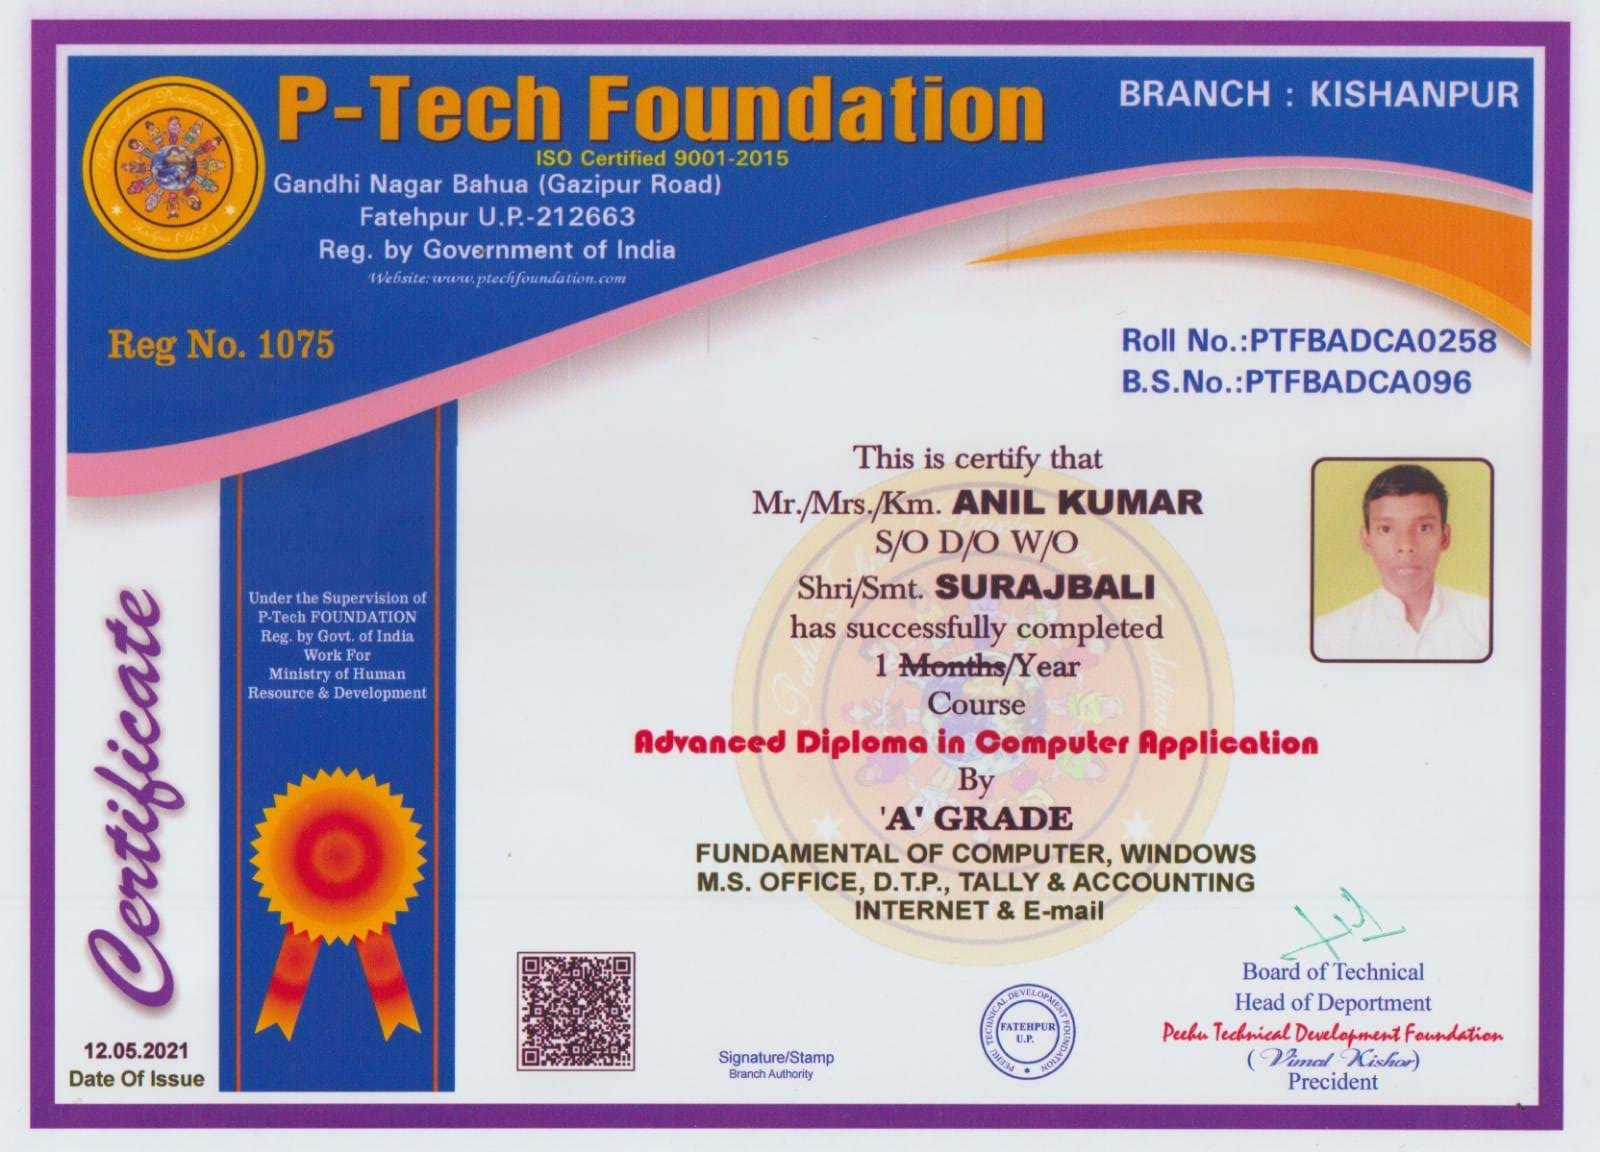 P-Tech Foundation
BRANCH : KISHANPUR
ISO Certified 9001-2015
Gandhi Nagar Bahua (Gazipur Road)
Fatehpur U.P.-212663
Reg. by Government of India
Website:www.ptechfoundation.com
Reg No. 1075
Roll No.:PTFBADCA0258
B.S.No.:PTFBADCA096
This is certify that
Mr./Mrs./Km. ANIL KUMAR
S/O D/O W/O
Shri/Smt. SURAJBALI
has successfully completed
1 Months/Year
Course
Advanced Diploma in Computer Application
By
'A' GRADE
FUNDAMENTAL OF COMPUTER, WINDOWS
M.S. OFFICE, D.T.P., TALLY & ACCOUNTING
INTERNET & E-mail
Under the Supervision of
P-Tech FOUNDATION
Reg. by Govt. of India
Work For
Ministry of Human
Resource & Development
Certificate
12.05.2021
Date Of Issue
Signature/Stamp
Branch Authority
PEEHU TECHNICAL DEVELOPMENT FOUNDATION
FATEHPUR
U.P.
Board of Technical
Head of Deportment
Peehu Technical Development Foundation
(Vimal Kishor)
Precident